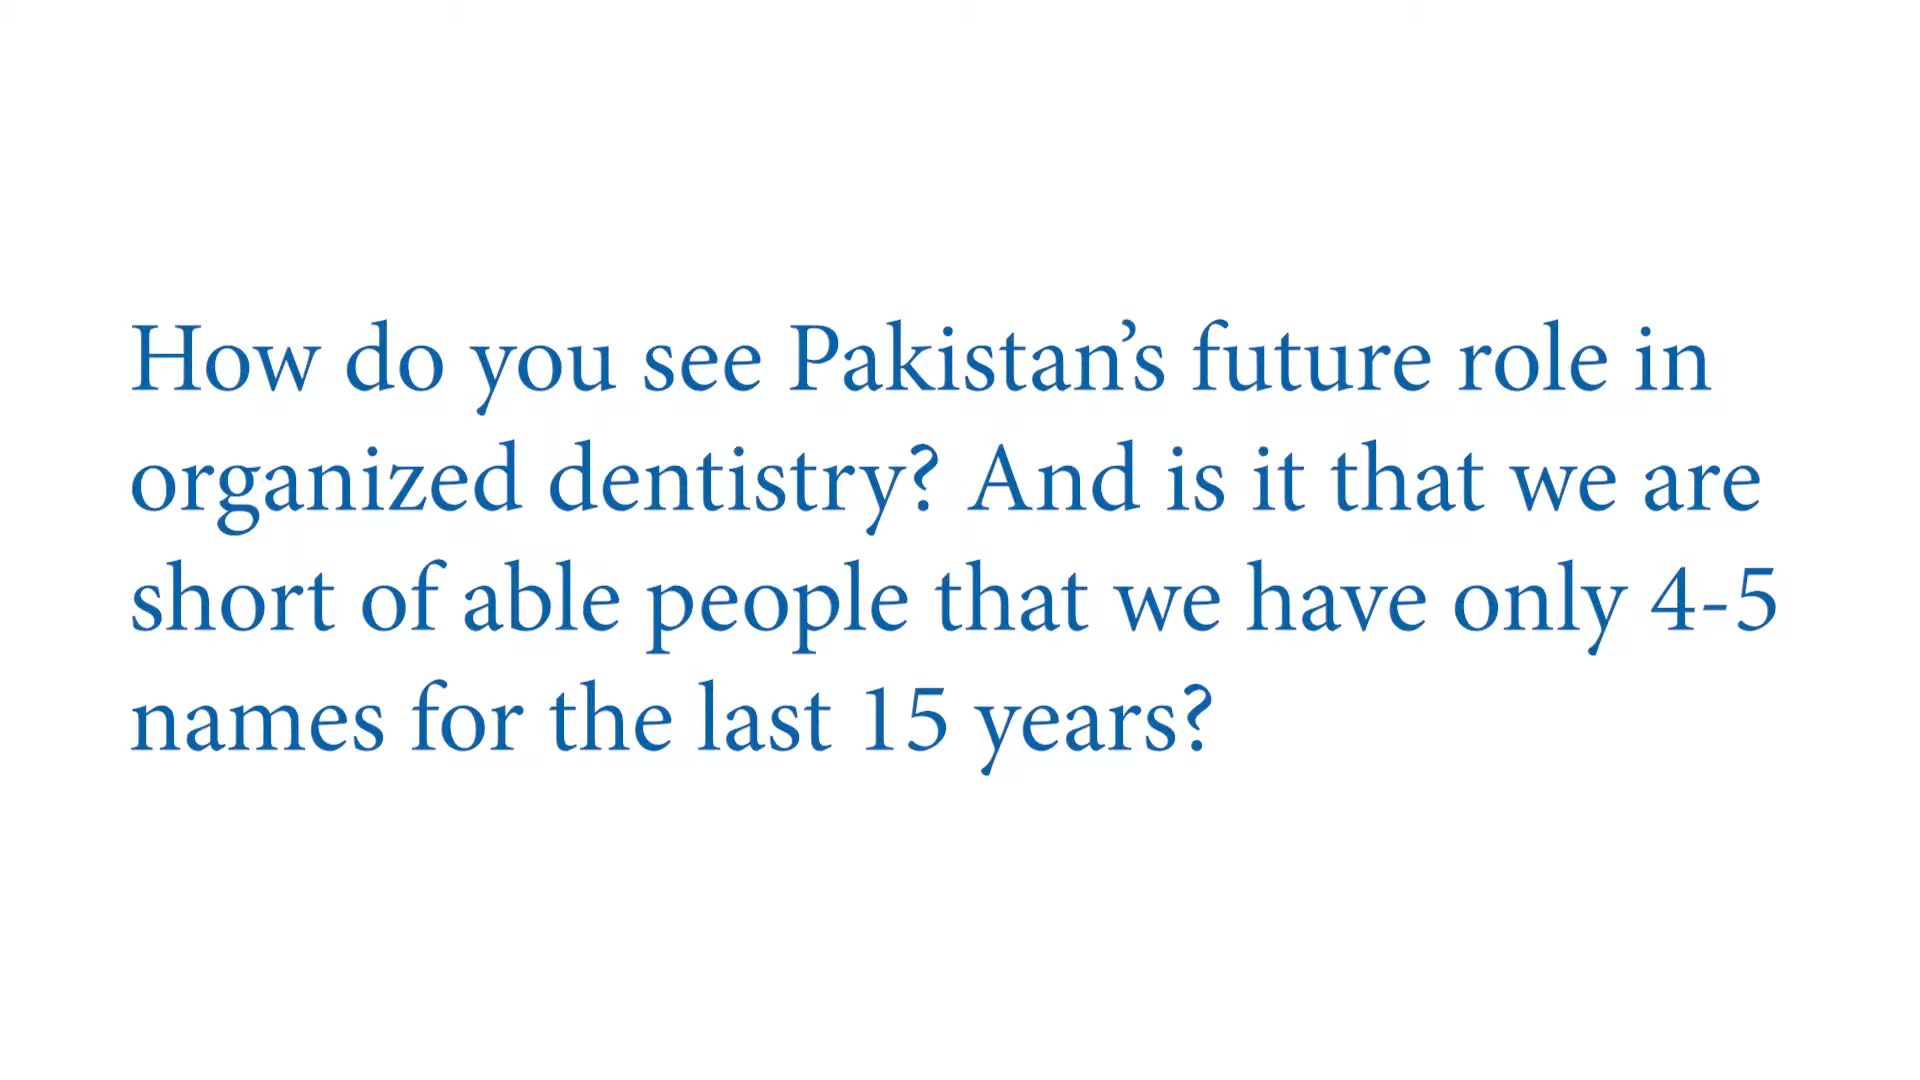 How do you see Pakistan’s future role in
organized dentistry? And is it that we are
short of able people that we have only 4-5
names for the last 15 years?